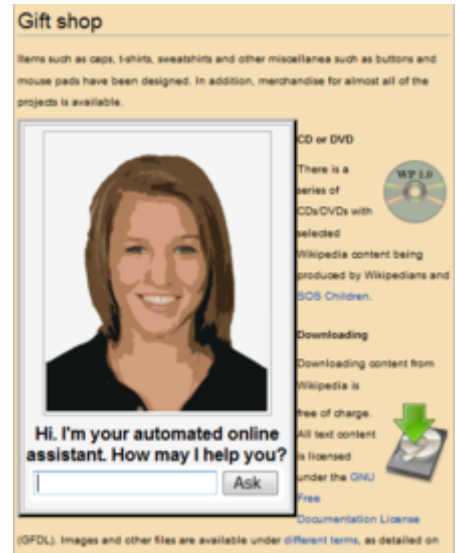 Gift shop
Items such as caps, t-shirts, sweatshirts and other miscellanea such as buttons and
mouse pads have been designed. In addition, merchandise for almost all of the
projects is available.
CD or DVD
There is a
series of
CDs/DVDs with
selected
Wikipedia content being
produced by Wikipedians and
SOS Children.
WP 1.0
Downloading
Downloading content from
Wikipedia is
free of charge.
All text content
is licensed
under the GNU
Free
Documentation License
Hi. I'm your automated online
assistant. How may I help you?
Ask
(GFDL). Images and other files are available under different terms, as detailed on